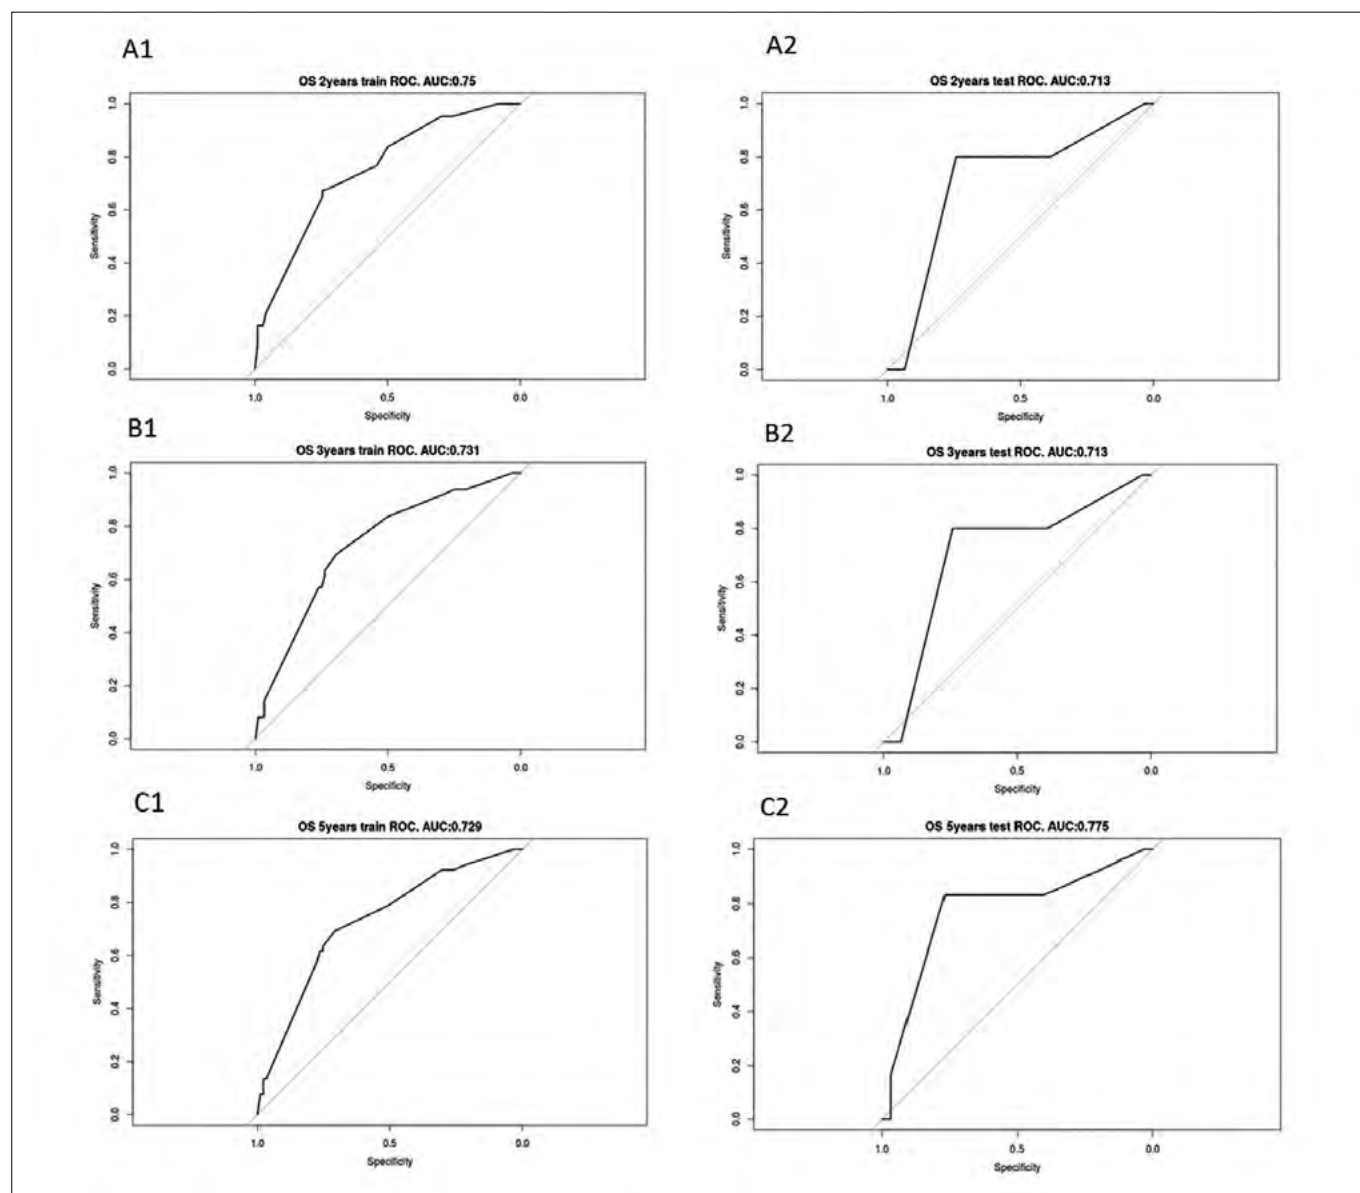 A1
OS 2years train ROC. AUC:0.75
Sensitivity
0.0 0.2 0.4 0.6 0.8 1.0
1.0 0.5 0.0
Specificity
A2
OS 2years test ROC. AUC:0.713
Sensitivity
0.0 0.2 0.4 0.6 0.8 1.0
1.0 0.5 0.0
Specificity
B1
OS 3years train ROC. AUC:0.731
Sensitivity
0.0 0.2 0.4 0.6 0.8 1.0
1.0 0.5 0.0
Specificity
B2
OS 3years test ROC. AUC:0.713
Sensitivity
0.0 0.2 0.4 0.6 0.8 1.0
1.0 0.5 0.0
Specificity
C1
OS 5years train ROC. AUC:0.729
Sensitivity
0.0 0.2 0.4 0.6 0.8 1.0
1.0 0.5 0.0
Specificity
C2
OS 5years test ROC. AUC:0.775
Sensitivity
0.0 0.2 0.4 0.6 0.8 1.0
1.0 0.5 0.0
Specificity